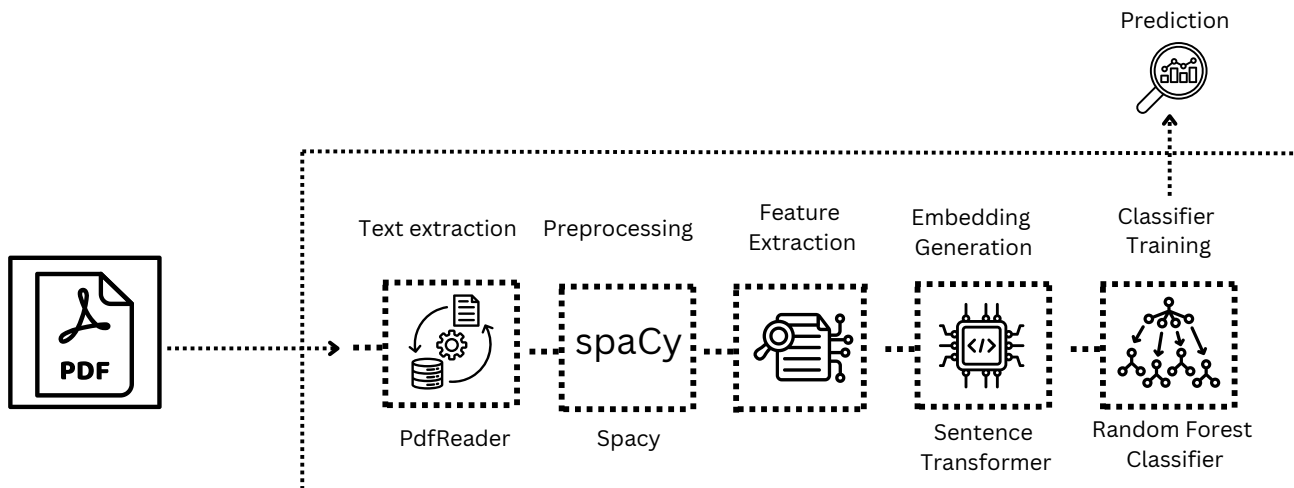 Prediction
Text extraction
Preprocessing
Feature
Extraction
Embedding
Generation
Classifier
Training
PDF
spaCy
</>
PdfReader
Spacy
Sentence
Transformer
Random Forest
Classifier